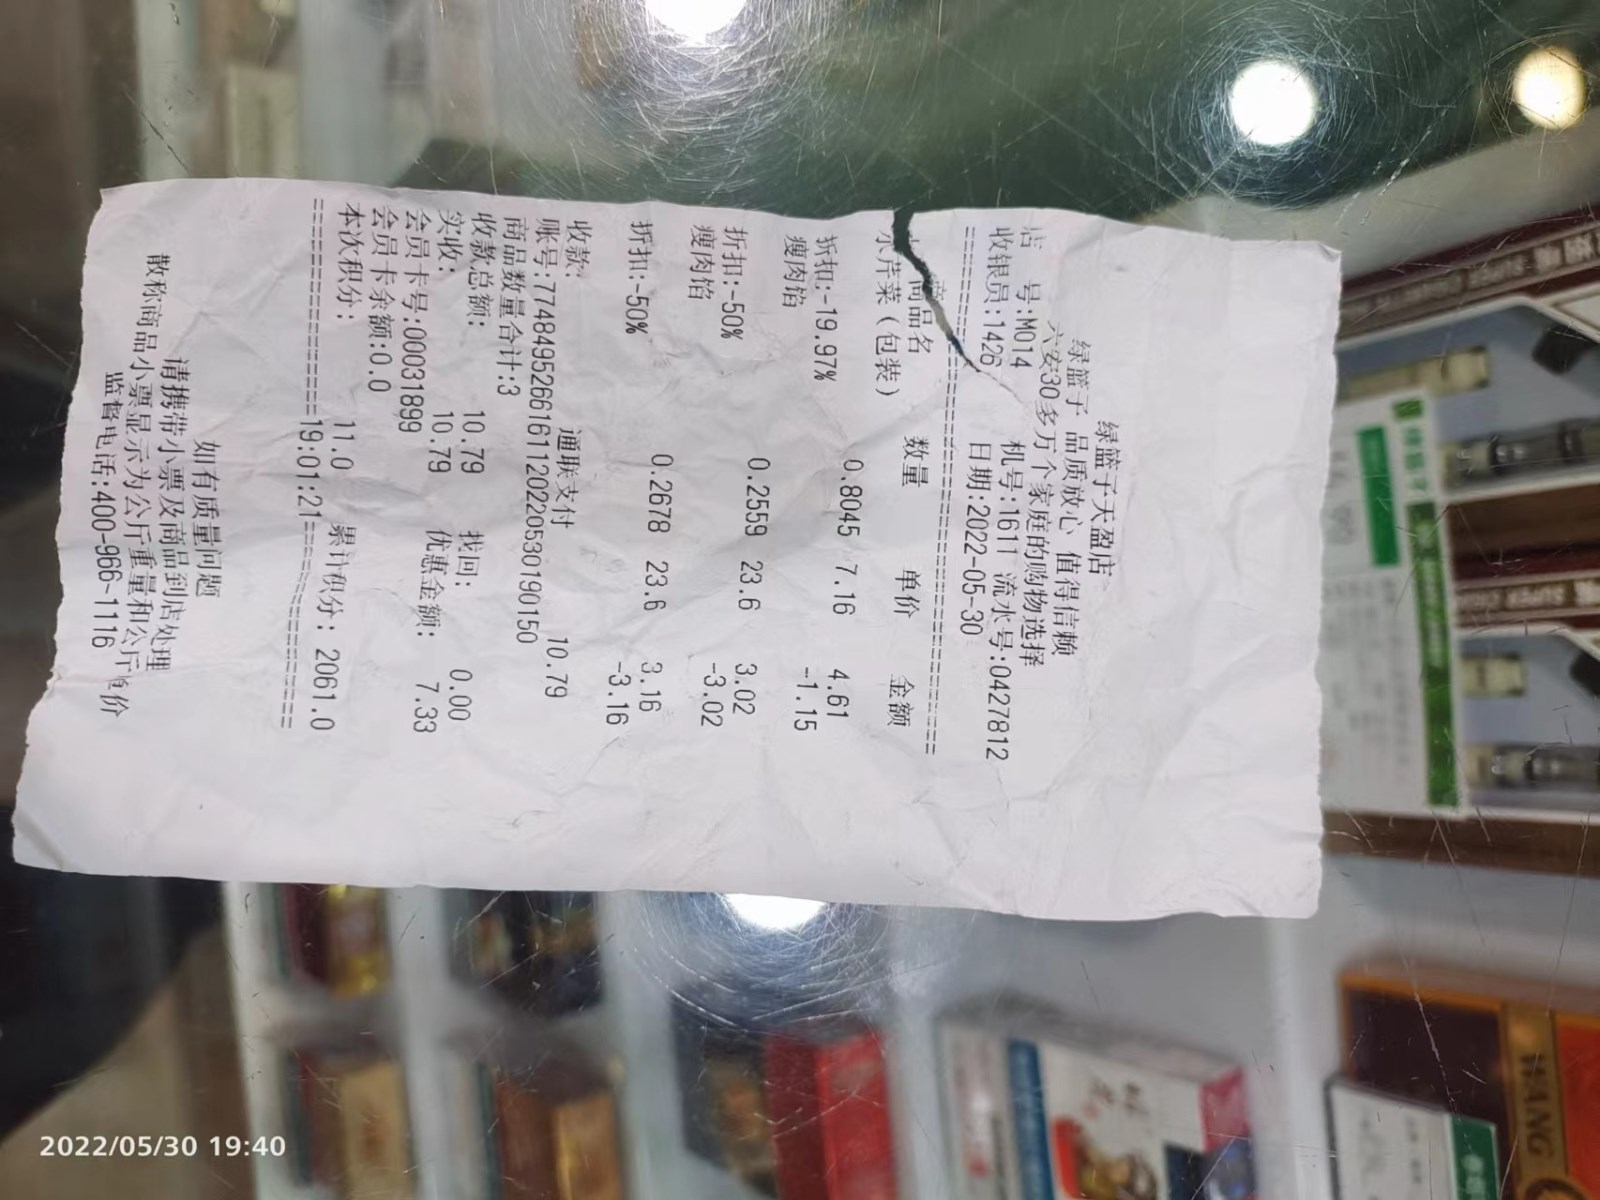 绿篮子天盈店
绿篮子 品质放心 值得信赖
六安30多万个家庭的购物选择
店 号:M014 机号:1611 流水号:0427812
收银员:1426 日期:2022-05-30
商品名 数量 单价 金额
水芹菜(包装) 0.8045 7.16 4.61
折扣:-19.97% -1.15
瘦肉馅 0.2559 23.6 3.02
折扣:-50% -3.02
瘦肉馅 0.2678 23.6 3.16
折扣:-50% -3.16
收款: 通联支付 10.79
账号:7748495266161120220530190150
商品数量合计:3
收款总额: 10.79 找回: 0.00
实收: 10.79 优惠金额: 7.33
会员卡号:00031899
会员卡余额:0.0
本次积分: 11.0 累计积分: 2061.0
19:01:21
如有质量问题
请携带小票及商品到店处理
散称商品小票显示为公斤重量和公斤单价
监督电话:400-966-1116
WANG
2022/05/30 19:40